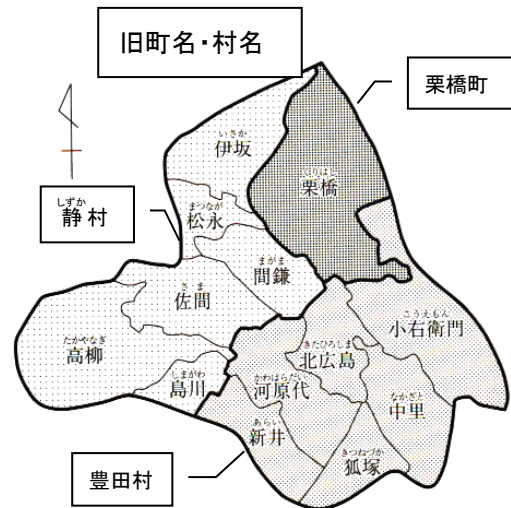 旧町名・村名
栗橋町
いさか
伊坂
くりはし
栗橋
しずか
静村
まつなが
松永
まがま
間鎌
さま
佐間
こうえもん
小右衛門
たかやなぎ
高柳
きたひろしま
北広島
しまがわ
島川
かわはらだい
河原代
なかざと
中里
あらい
新井
きつねづか
狐塚
豊田村